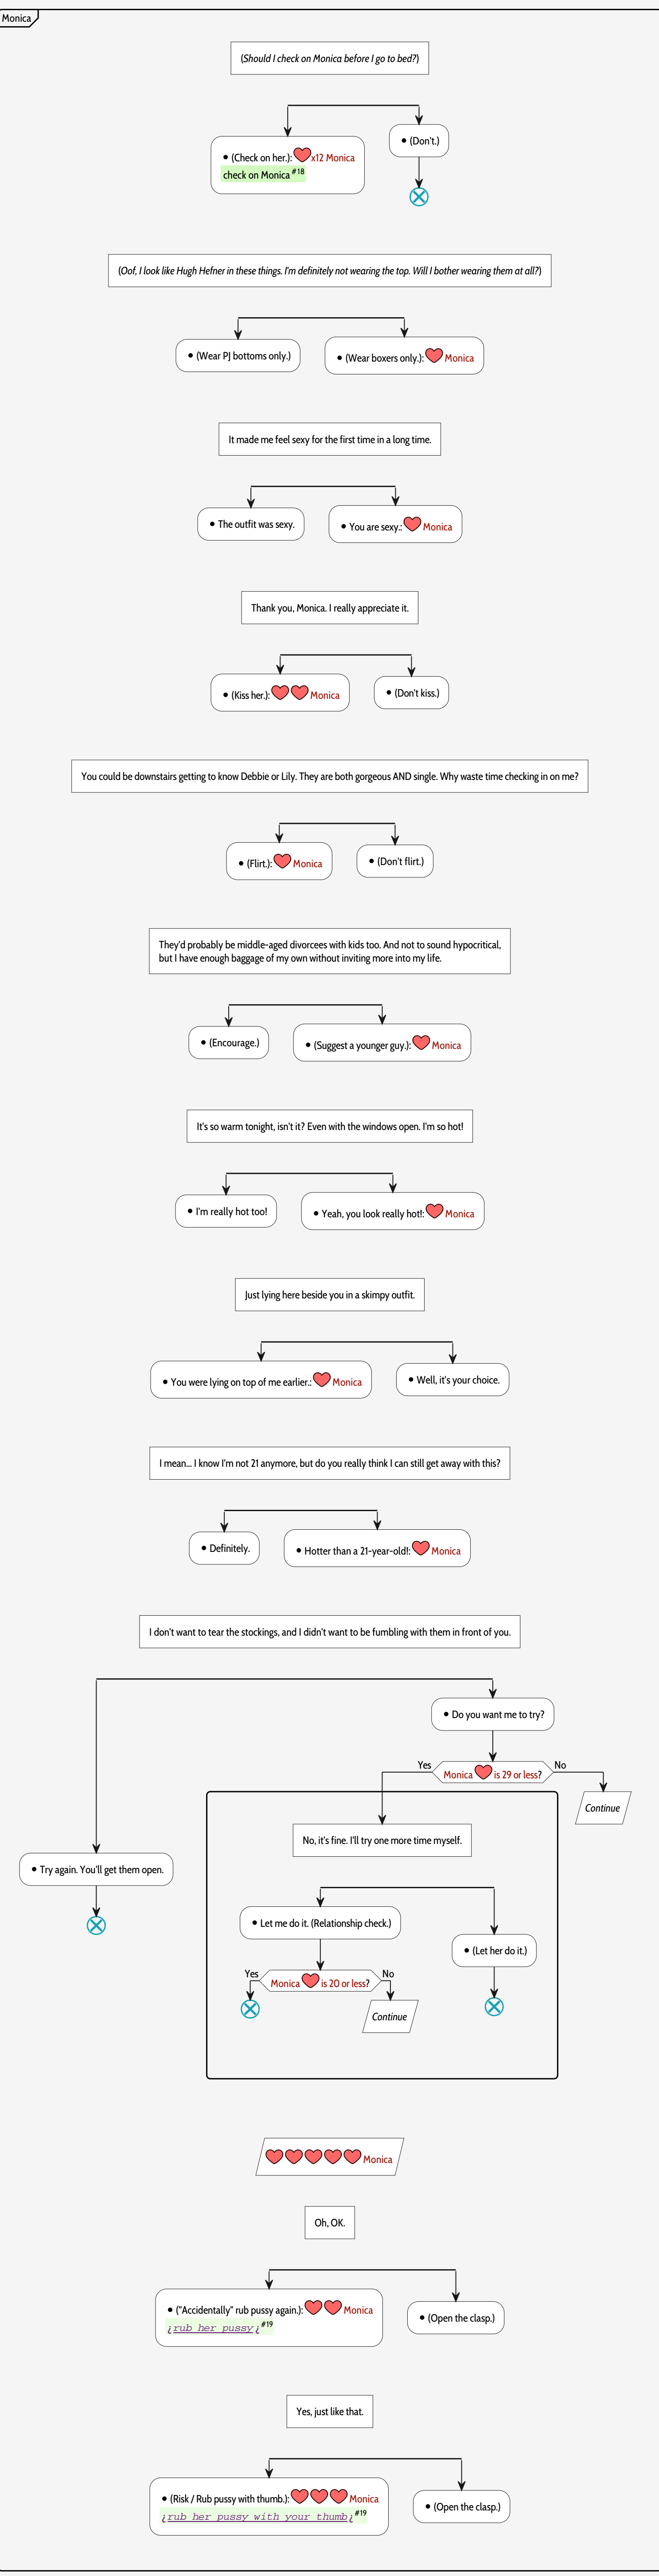 Monica
(Should I check on Monica before I go to bed?)
• (Check on her.): x12 Monica
check on Monica #18
• (Don't.)
(Oof, I look like Hugh Hefner in these things. I'm definitely not wearing the top. Will I bother wearing them at all?)
• (Wear PJ bottoms only.)
• (Wear boxers only.): Monica
It made me feel sexy for the first time in a long time.
• The outfit was sexy.
• You are sexy.: Monica
Thank you, Monica. I really appreciate it.
• (Kiss her.): Monica
• (Don't kiss.)
You could be downstairs getting to know Debbie or Lily. They are both gorgeous AND single. Why waste time checking in on me?
• (Flirt.): Monica
• (Don't flirt.)
They'd probably be middle-aged divorcees with kids too. And not to sound hypocritical,
but I have enough baggage of my own without inviting more into my life.
• (Encourage.)
• (Suggest a younger guy.): Monica
It's so warm tonight, isn't it? Even with the windows open. I'm so hot!
• I'm really hot too!
• Yeah, you look really hot!: Monica
Just lying here beside you in a skimpy outfit.
• You were lying on top of me earlier.: Monica
• Well, it's your choice.
I mean... I know I'm not 21 anymore, but do you really think I can still get away with this?
• Definitely.
• Hotter than a 21-year-old!: Monica
I don't want to tear the stockings, and I didn't want to be fumbling with them in front of you.
• Do you want me to try?
Yes
Monica is 29 or less?
No
Continue
No, it's fine. I'll try one more time myself.
• Try again. You'll get them open.
• Let me do it. (Relationship check.)
• (Let her do it.)
Yes
Monica is 20 or less?
No
Continue
Monica
Oh, OK.
• ("Accidentally" rub pussy again.): Monica
¿rub her pussy¿ #19
• (Open the clasp.)
Yes, just like that.
• (Risk / Rub pussy with thumb.): Monica
¿rub her pussy with your thumb¿ #19
• (Open the clasp.)